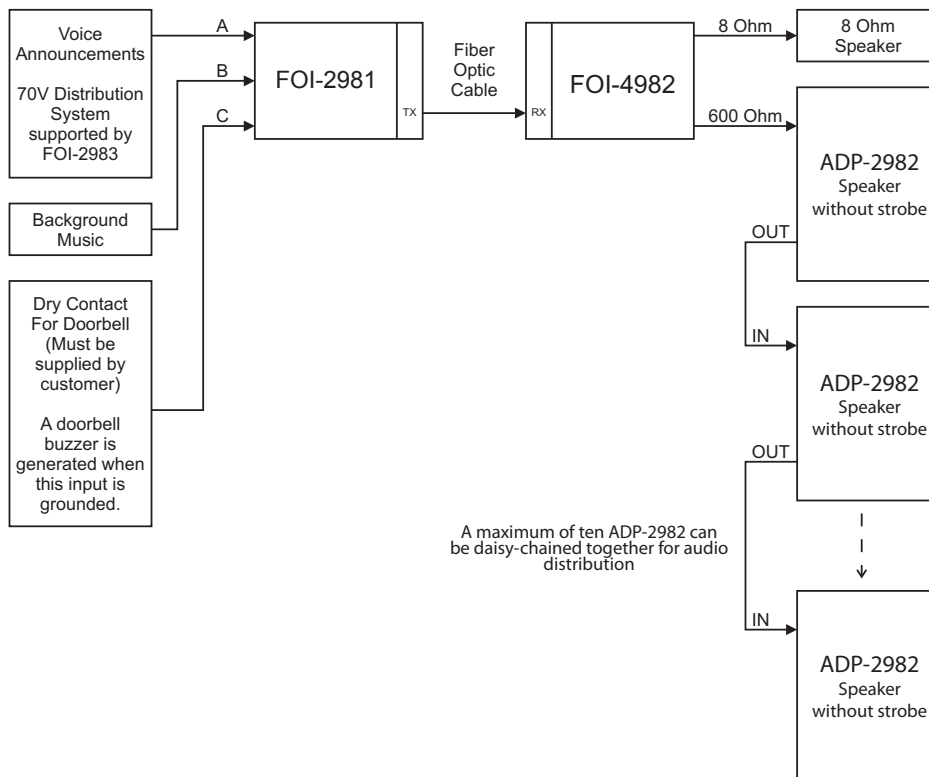 Voice
Announcements
70V Distribution
System
supported by
FOI-2983
A
B
C
Background
Music
Dry Contact
For Doorbell
(Must be
supplied by
customer)
A doorbell
buzzer is
generated when
this input is
grounded.
FOI-2981
TX
Fiber
Optic
Cable
RX
FOI-4982
8 Ohm
8 Ohm
Speaker
600 Ohm
ADP-2982
Speaker
without strobe
OUT
IN
ADP-2982
Speaker
without strobe
OUT
A maximum of ten ADP-2982 can
be daisy-chained together for audio
distribution
IN
ADP-2982
Speaker
without strobe